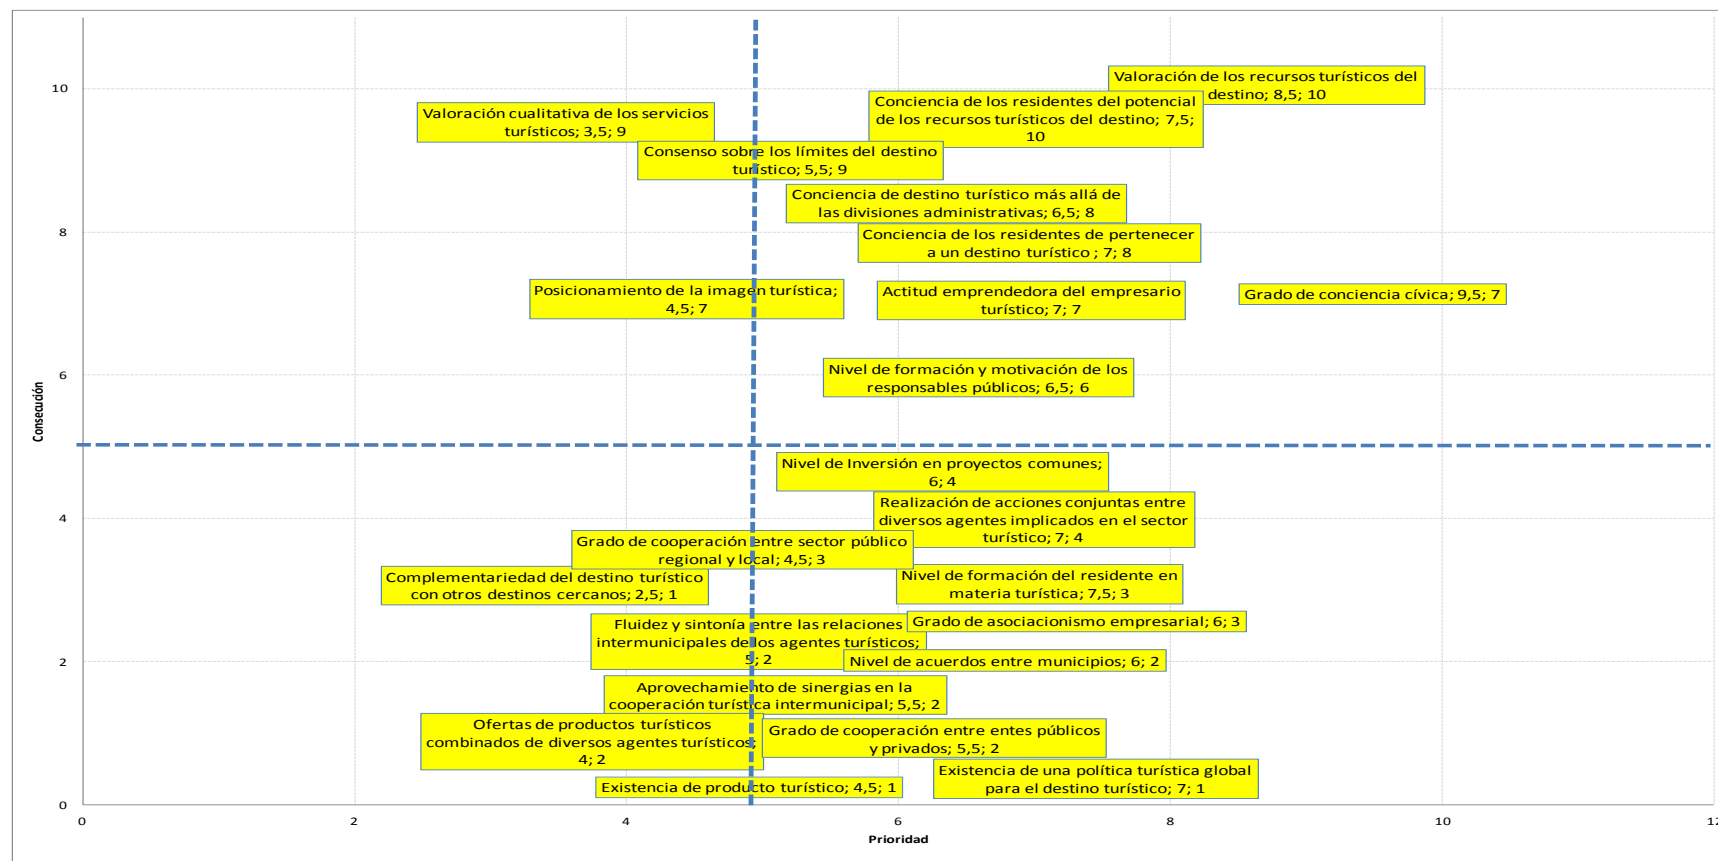 Valoración de los recursos turísticos del
destino; 8,5; 10
Conciencia de los residentes del potencial
de los recursos turísticos del destino; 7,5;
10
Valoración cualitativa de los servicios
turísticos; 3,5; 9
Consenso sobre los límites del destino
turístico; 5,5; 9
Conciencia de destino turístico más allá de
las divisiones administrativas; 6,5; 8
Conciencia de los residentes de pertenecer
a un destino turístico ; 7; 8
Posicionamiento de la imagen turística;
4,5; 7
Actitud emprendedora del empresario
turístico; 7; 7
Grado de conciencia cívica; 9,5; 7
Nivel de formación y motivación de los
responsables públicos; 6,5; 6
Nivel de Inversión en proyectos comunes;
6; 4
Realización de acciones conjuntas entre
diversos agentes implicados en el sector
turístico; 7; 4
Grado de cooperación entre sector público
regional y local; 4,5; 3
Complementariedad del destino turístico
con otros destinos cercanos; 2,5; 1
Nivel de formación del residente en
materia turística; 7,5; 3
Grado de asociacionismo empresarial; 6; 3
Fluidez y sintonía entre las relaciones
intermunicipales de los agentes turísticos;
5; 2
Nivel de acuerdos entre municipios; 6; 2
Aprovechamiento de sinergias en la
cooperación turística intermunicipal; 5,5; 2
Ofertas de productos turísticos
combinados de diversos agentes turísticos;
4; 2
Grado de cooperación entre entes públicos
y privados; 5,5; 2
Existencia de una política turística global
para el destino turístico; 7; 1
Existencia de producto turístico; 4,5; 1
10
8
6
4
2
0
Consecución
0 2 4 6 8 10 12
Prioridad